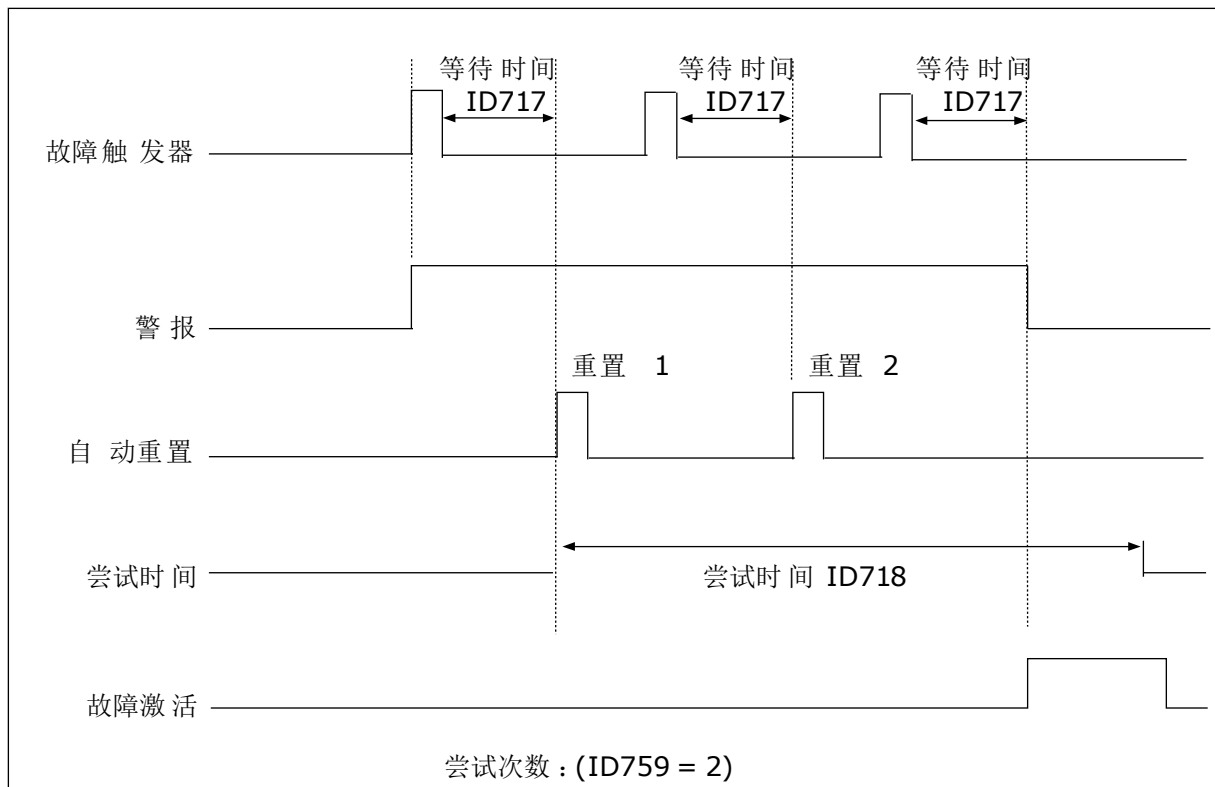 等待时间 等待时间 等待时间
ID717 ID717 ID717
故障触发器
警报
重置 1 重置 2
自动重置
尝试时间 尝试时间 ID718
故障激活
尝试次数：(ID759 = 2)